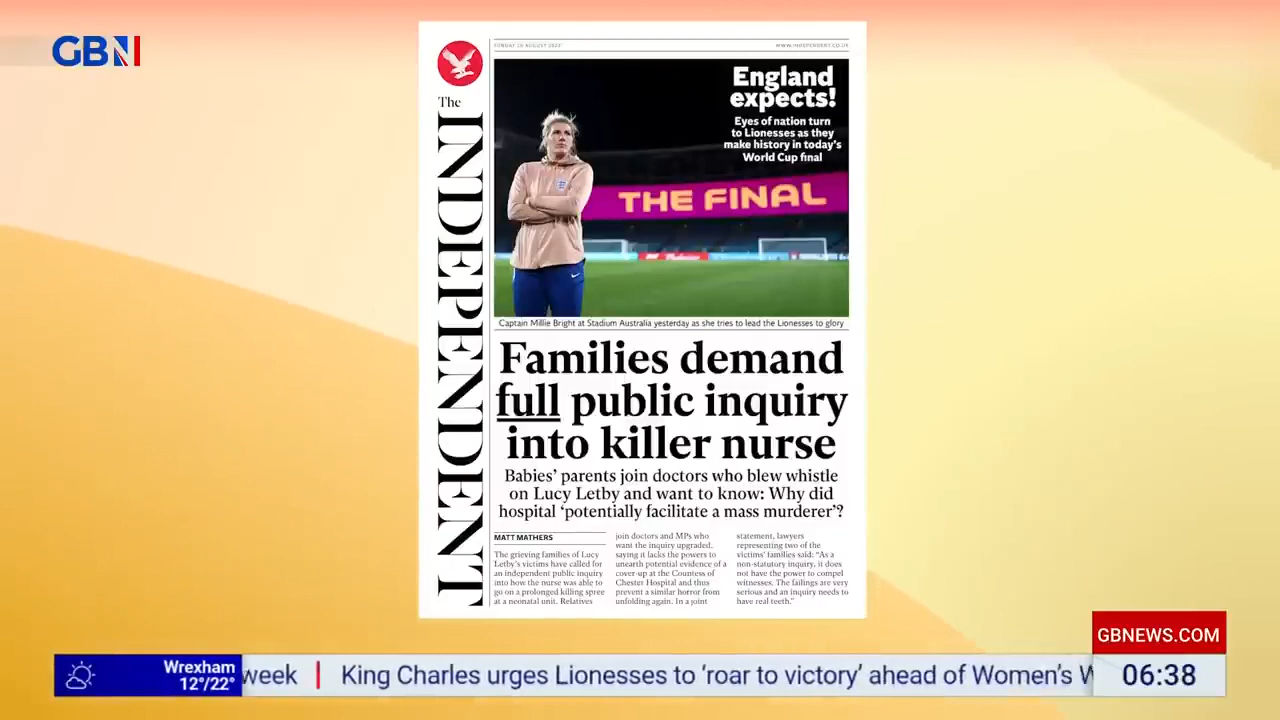 GBN
SUNDAY 20 AUGUST 2023
WWW.INDEPENDENT.CO.UK
The
INDEPENDENT
England
expects!
Eyes of nation turn
to Lionesses as they
make history in today's
World Cup final
THE FINAL
Captain Millie Bright at Stadium Australia yesterday as she tries to lead the Lionesses to glory
Families demand
full public inquiry
into killer nurse
Babies' parents join doctors who blew whistle
on Lucy Letby and want to know: Why did
hospital 'potentially facilitate a mass murderer'?
MATT MATHERS
The grieving families of Lucy
Letby's victims have called for
an independent public inquiry
into how the nurse was able to
go on a prolonged killing spree
at a neonatal unit. Relatives
join doctors and MPs who
want the inquiry upgraded,
saying it lacks the powers to
unearth potential evidence of a
cover-up at the Countess of
Chester Hospital and thus
prevent a similar horror from
unfolding again. In a joint
statement, lawyers
representing two of the
victims' families said: "As a
non-statutory inquiry, it does
not have the power to compel
witnesses. The failings are very
serious and an inquiry needs to
have real teeth."
GBNEWS.COM
Wrexham
12°/22°
week | King Charles urges Lionesses to 'roar to victory' ahead of Women's W
06:38